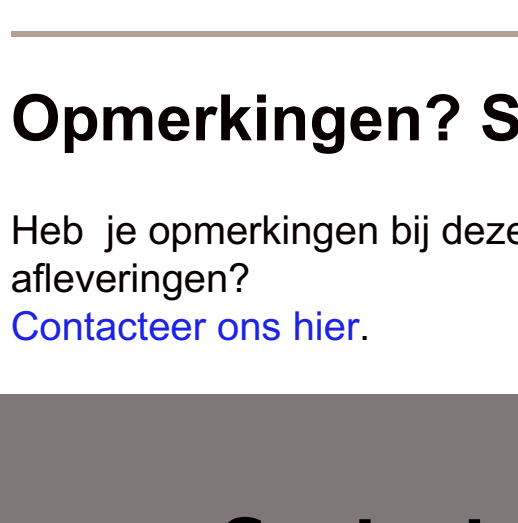 Opmerkingen? S
Heb  je opmerkingen bij deze
afleveringen?
Contacteer ons hier.